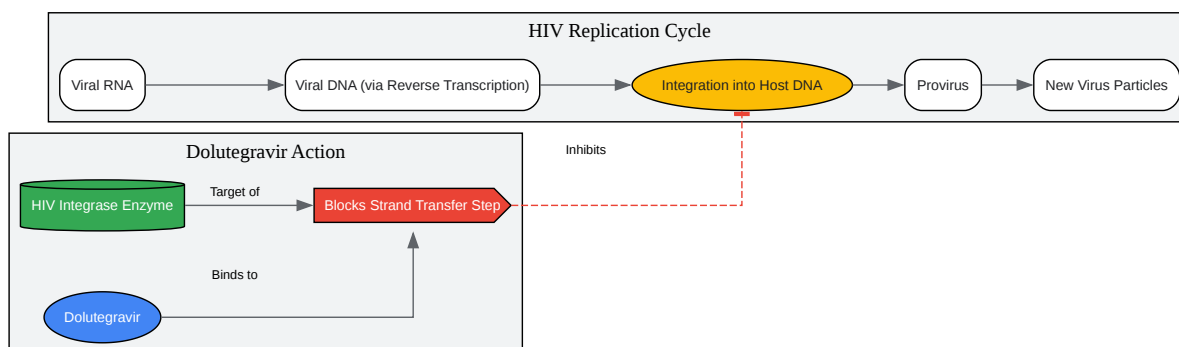 HIV Replication Cycle
Viral RNA
Viral DNA (via Reverse Transcription)
Integration into Host DNA
Provirus
New Virus Particles
Dolutegravir Action
Inhibits
HIV Integrase Enzyme
Target of
Blocks Strand Transfer Step
Binds to
Dolutegravir